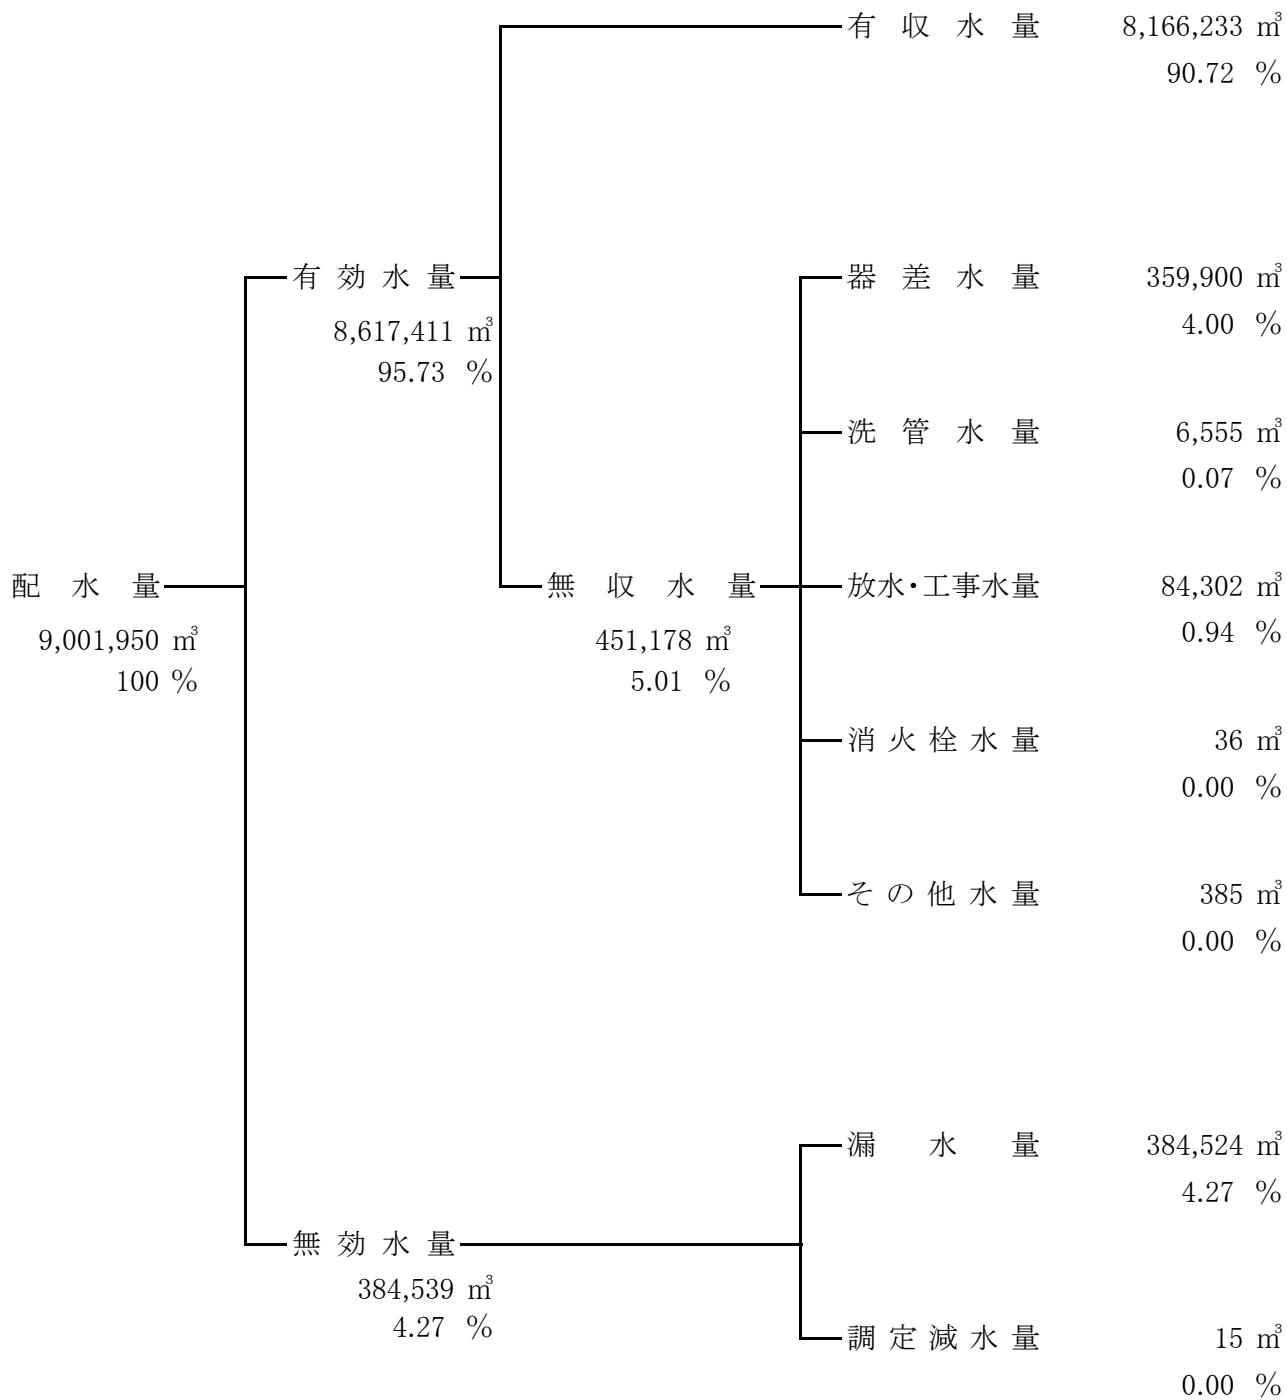 有収水量 8,166,233 ㎥
90.72 %
有効水量
8,617,411 ㎥
95.73 %
器差水量 359,900 ㎥
4.00 %
洗管水量 6,555 ㎥
0.07 %
配水量
9,001,950 ㎥
100 %
無収水量
451,178 ㎥
5.01 %
放水・工事水量 84,302 ㎥
0.94 %
消火栓水量 36 ㎥
0.00 %
その他水量 385 ㎥
0.00 %
漏水量 384,524 ㎥
4.27 %
無効水量
384,539 ㎥
4.27 %
調定減水量 15 ㎥
0.00 %